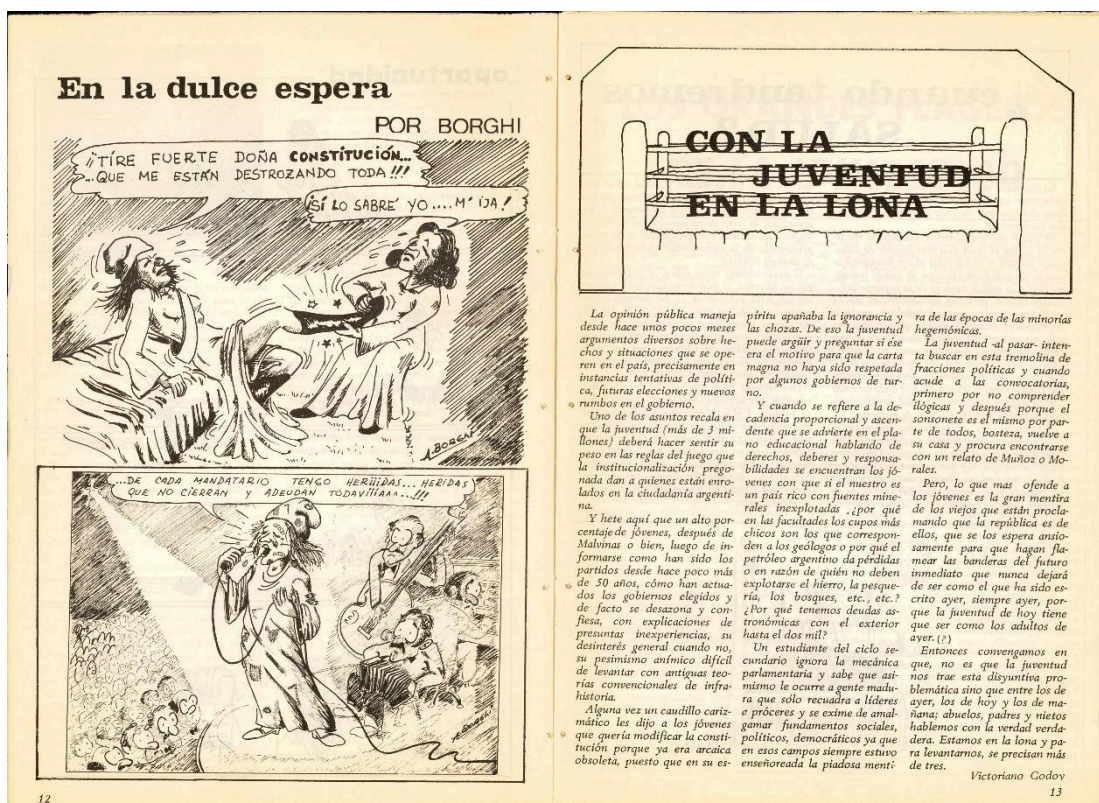 En la dulce espera
POR BORGHI
¡¡TIRE FUERTE DOÑA CONSTITUCIÓN...
...QUE ME ESTÁN DESTROZANDO TODA!!!
¡SÍ LO SABRÉ YO.... M'IJA!
A. BORGHI
...DE CADA MANDATARIO TENGO HERIIIDAS... HERIDAS
QUE NO CIERRAN Y ADEUDAN TODAVÍIIAAA...!!!
A. BORGHI
12
CON LA
JUVENTUD
EN LA LONA
La opinión pública maneja
desde hace unos pocos meses
argumentos diversos sobre he-
chos y situaciones que se ope-
ren en el país, precisamente en
instancias tentativas de políti-
ca, futuras elecciones y nuevos
rumbos en el gobierno.
Uno de los asuntos recala en
que la juventud (más de 3 mi-
llones) deberá hacer sentir su
peso en las reglas del juego que
la institucionalización prego-
nada dan a quienes están enro-
lados en la ciudadanía argenti-
na.
Y hete aquí que un alto por-
centaje de jóvenes, después de
Malvinas o bien, luego de in-
formarse como han sido los
partidos desde hace poco más
de 50 años, cómo han actua-
dos los gobiernos elegidos y
de facto se desazona y con-
fiesa, con explicaciones de
presuntas inexperiencias, su
desinterés general cuando no,
su pesimismo anímico difícil
de levantar con antiguas teo-
rías convencionales de infra-
historia.
Alguna vez un caudillo cariz-
mático les dijo a los jóvenes
que quería modificar la consti-
tución porque ya era arcaica
obsoleta, puesto que en su es-
píritu apañaba la ignorancia y
las chozas. De eso la juventud
puede argüir y preguntar si ése
era el motivo para que la carta
magna no haya sido respetada
por algunos gobiernos de tur-
no.
Y cuando se refiere a la de-
cadencia proporcional y ascen-
dente que se advierte en el pla-
no educacional hablando de
derechos, deberes y responsa-
bilidades se encuentran los jó-
venes con que si el nuestro es
un país rico con fuentes mine-
rales inexplotadas ,¿por qué
en las facultades los cupos más
chicos son los que correspon-
den a los geólogos o por qué el
petróleo argentino da pérdidas
o en razón de quién no deben
explotarse el hierro, la pesque-
ría, los bosques, etc., etc.?
¿Por qué tenemos deudas as-
tronómicas con el exterior
hasta el dos mil?
Un estudiante del ciclo se-
cundario ignora la mecánica
parlamentaria y sabe que asi-
mismo le ocurre a gente madu-
ra que sólo recuadra a líderes
o próceres y se exime de amal-
gamar fundamentos sociales,
políticos, democráticos ya que
en esos campos siempre estuvo
enseñoreada la piadosa menti-
ra de las épocas de las minorías
hegemónicas.
La juventud -al pasar- inten-
ta buscar en esta tremolina de
fracciones políticas y cuando
acude a las convocatorias,
primero por no comprender
ilógicas y después porque el
sonsonete es el mismo por par-
te de todos, bosteza, vuelve a
su casa y procura encontrarse
con un relato de Muñoz o Mo-
rales.
Pero, lo que mas ofende a
los jóvenes es la gran mentira
de los viejos que están procla-
mando que la república es de
ellos, que se los espera ansio-
samente para que hagan fla-
mear las banderas del futuro
inmediato que nunca dejará
de ser como el que ha sido es-
crito ayer, siempre ayer, por-
que la juventud de hoy tiene
que ser como los adultos de
ayer. (?)
Entonces convengamos en
que, no es que la juventud
nos trae esta disyuntiva pro-
blemática sino que entre los de
ayer, los de hoy y los de ma-
ñana; abuelos, padres y nietos
hablemos con la verdad verda-
dera. Estamos en la lona y pa-
ra levantarnos, se precisan más
de tres.
Victoriano Godoy
13